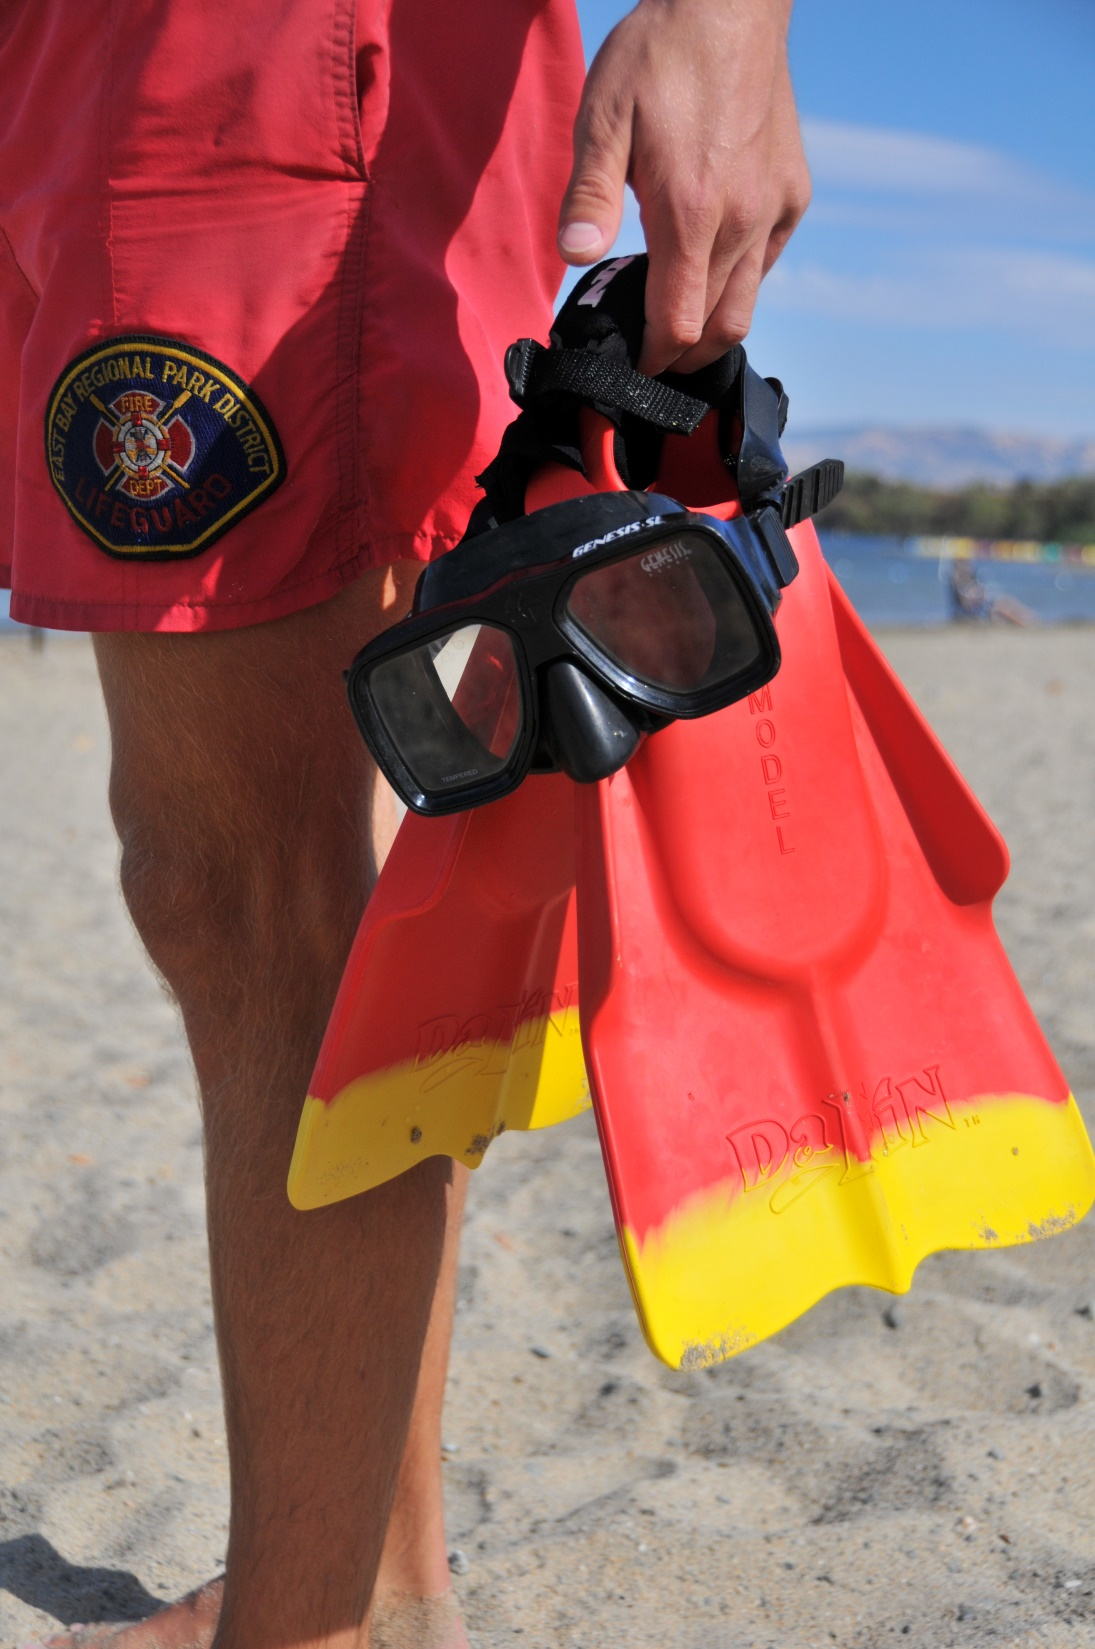 EAST BAY REGIONAL PARK DISTRICT
FIRE
DEPT
LIFEGUARD
GENESIS·SL
GENESIS
TEMPERED
MODEL
DaFiN
DaFiN